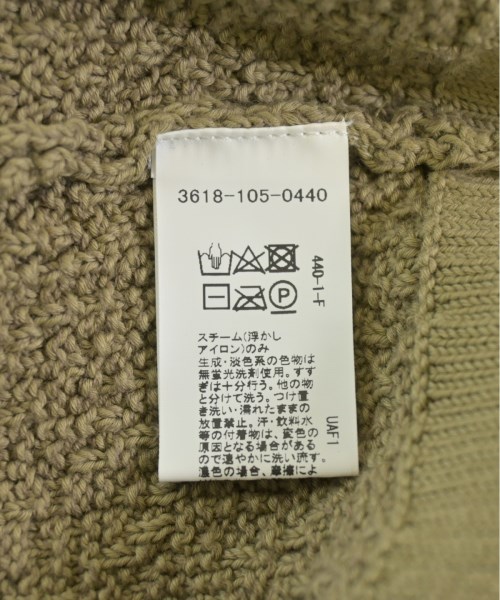 3618-105-0440
440-1-F
P
スチーム(浮かし
アイロン)のみ
生成・淡色系の色物は
無蛍光洗剤使用。すす
ぎは十分行う。他の物
と分けて洗う。つけ置
き洗い・濡れたままの
放置禁止。汗・飲料水
等の付着物は、変色の
原因となる場合がある
ので速やかに洗い流す。
濃色の場合、摩擦によ
UAF1